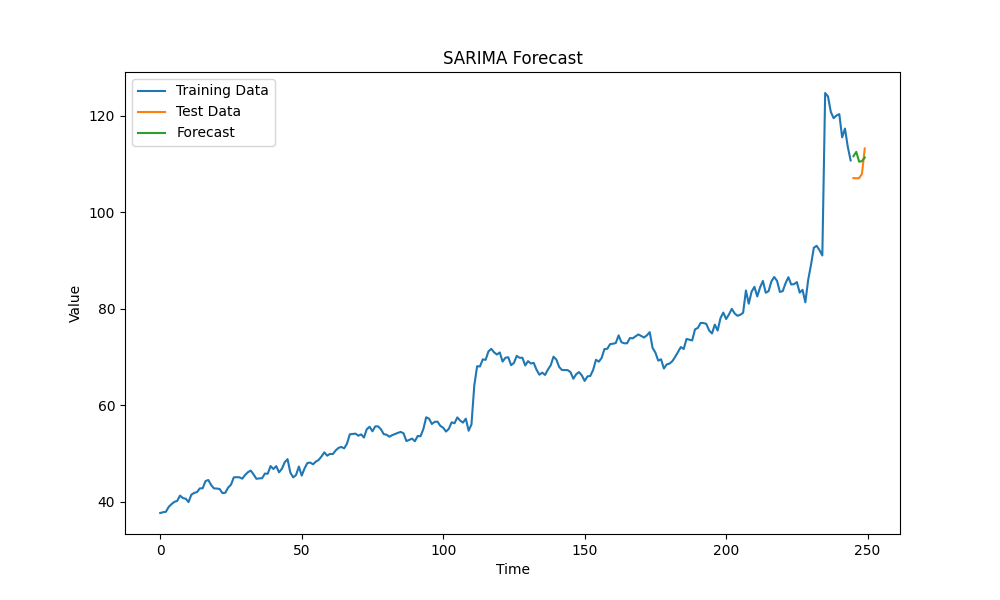 SARIMA Forecast
Training Data
Test Data
Forecast
120
100
80
60
40
Value
0 50 100 150 200 250
Time